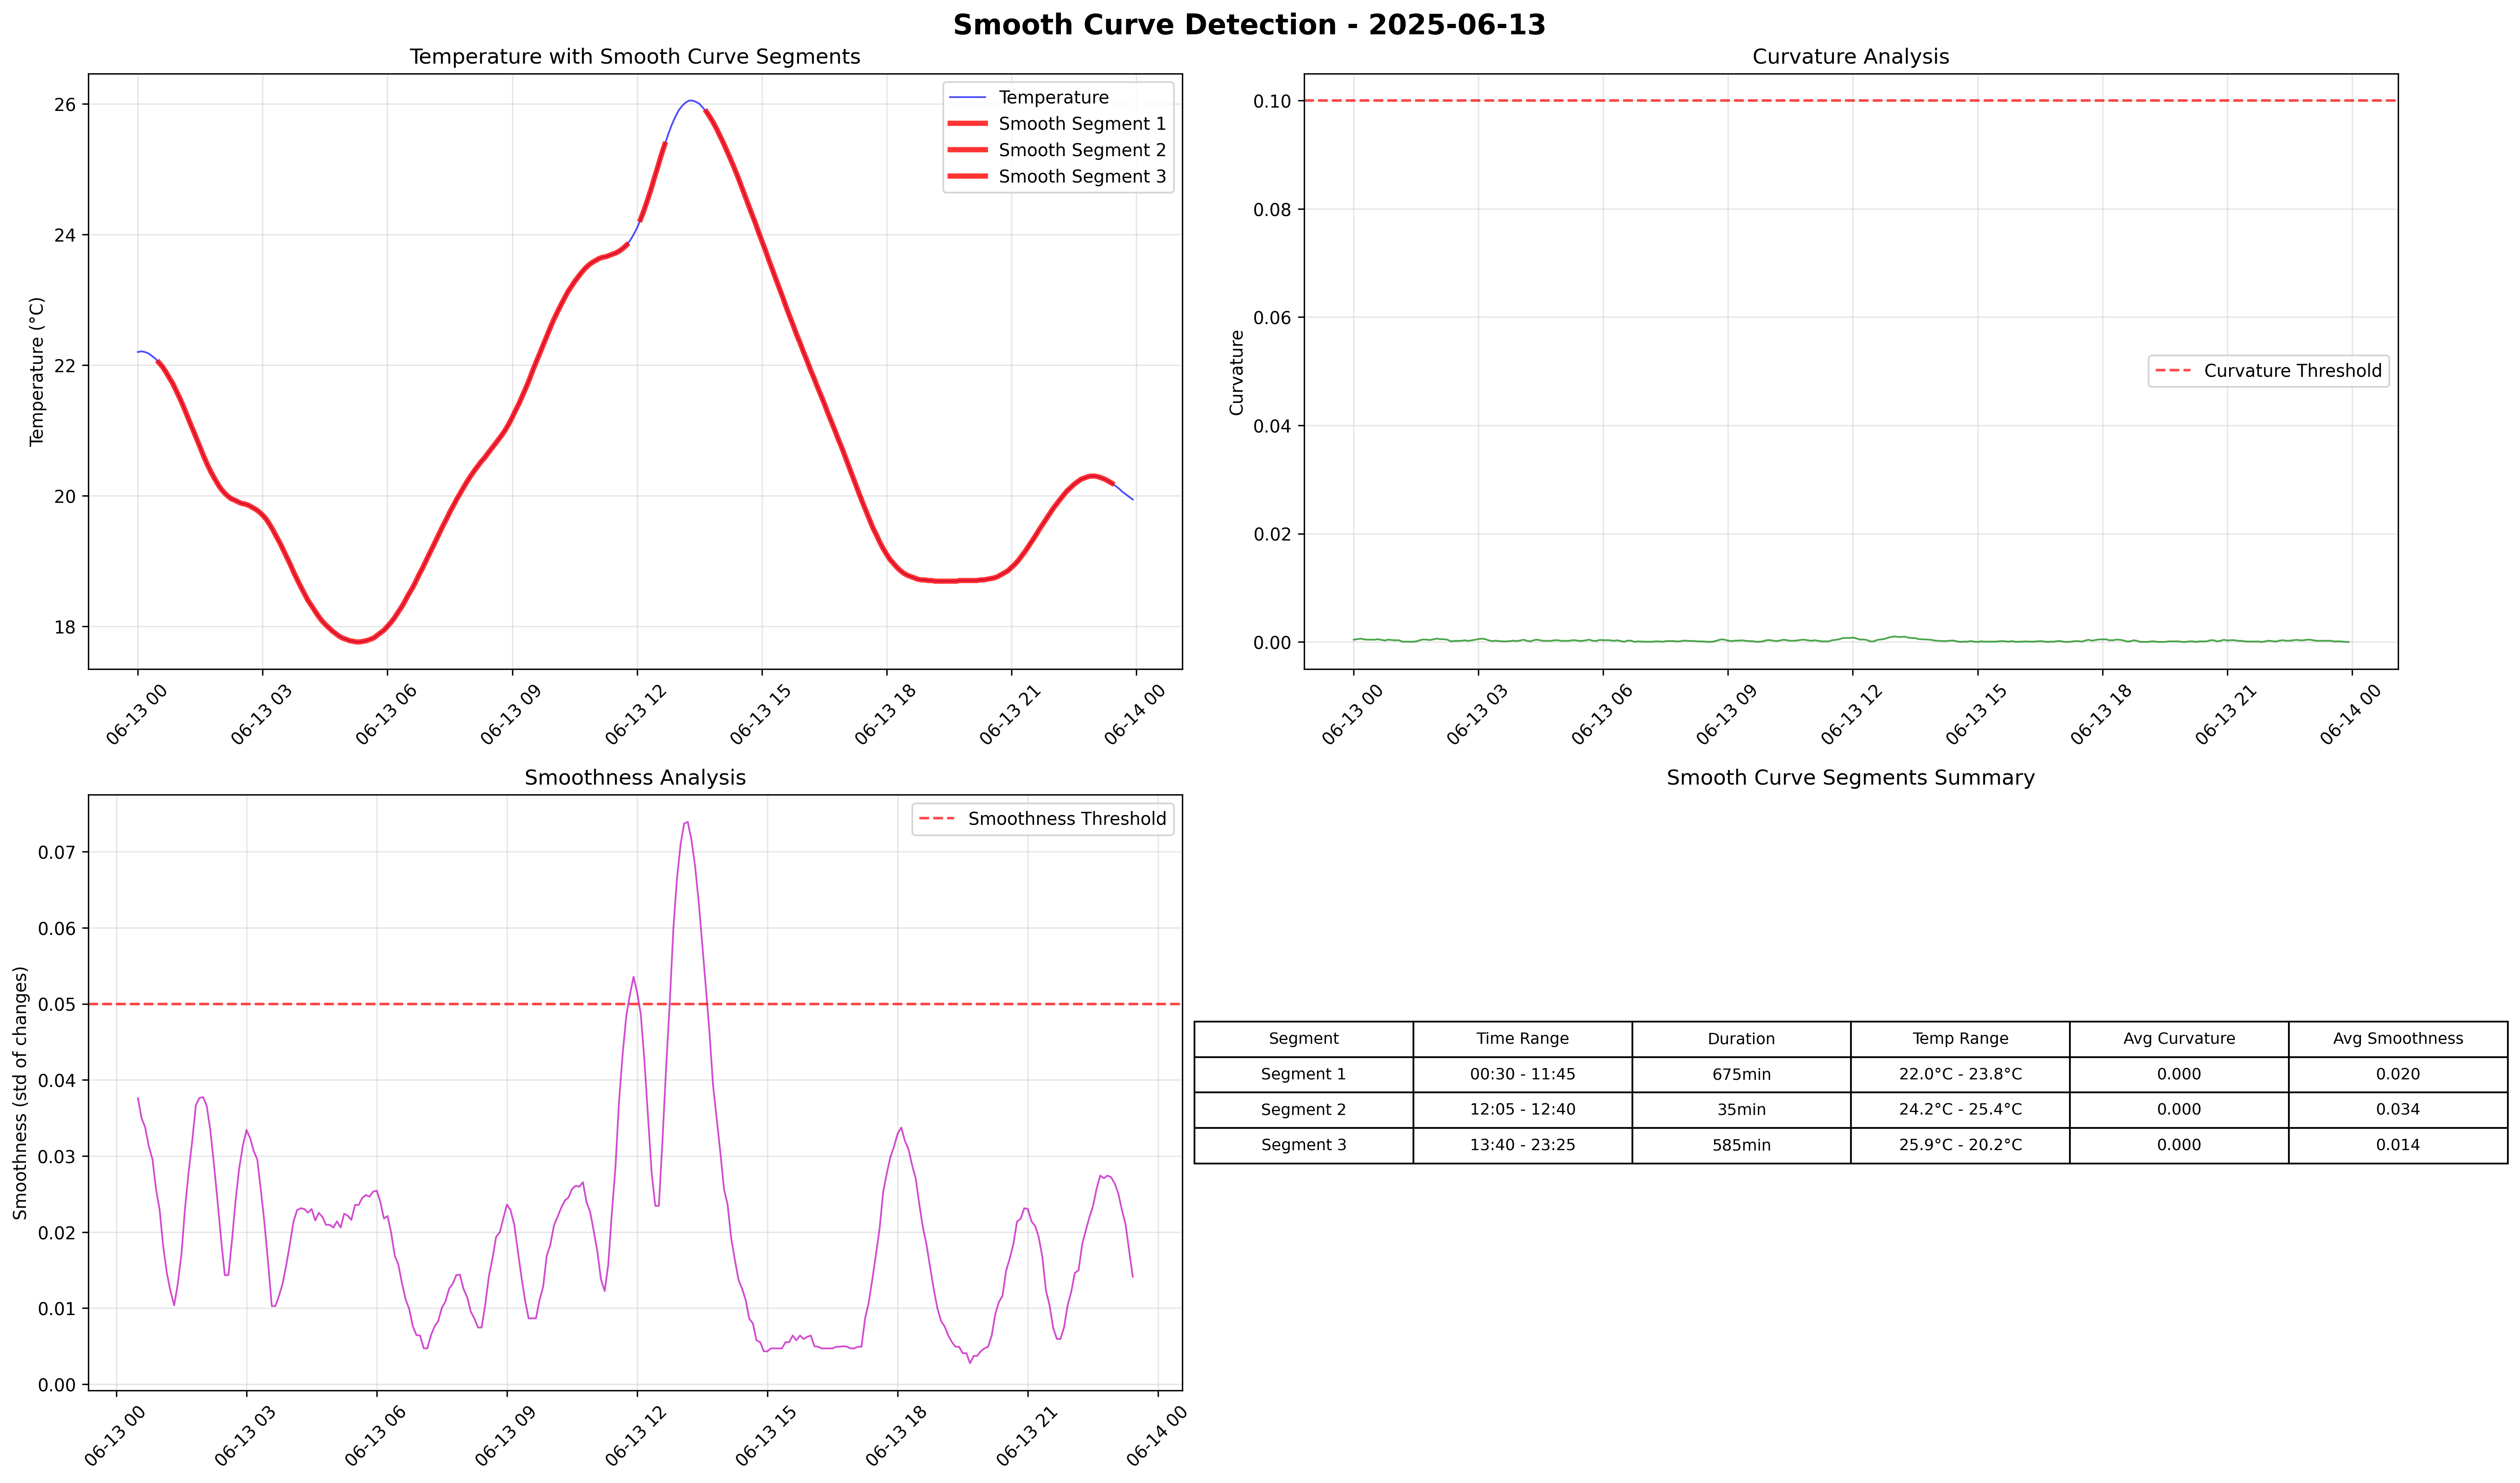 Smooth Curve Detection - 2025-06-13
Temperature with Smooth Curve Segments
Temperature (°C)
26
24
22
20
18
Temperature
Smooth Segment 1
Smooth Segment 2
Smooth Segment 3
06-13 00
06-13 03
06-13 06
06-13 09
06-13 12
06-13 15
06-13 18
06-13 21
06-14 00
Curvature Analysis
Curvature
0.10
0.08
0.06
0.04
0.02
0.00
Curvature Threshold
06-13 00
06-13 03
06-13 06
06-13 09
06-13 12
06-13 15
06-13 18
06-13 21
06-14 00
Smoothness Analysis
Smoothness (std of changes)
0.07
0.06
0.05
0.04
0.03
0.02
0.01
0.00
Smoothness Threshold
06-13 00
06-13 03
06-13 06
06-13 09
06-13 12
06-13 15
06-13 18
06-13 21
06-14 00
Smooth Curve Segments Summary
Segment Time Range Duration Temp Range Avg Curvature Avg Smoothness
Segment 1 00:30 - 11:45 675min 22.0°C - 23.8°C 0.000 0.020
Segment 2 12:05 - 12:40 35min 24.2°C - 25.4°C 0.000 0.034
Segment 3 13:40 - 23:25 585min 25.9°C - 20.2°C 0.000 0.014